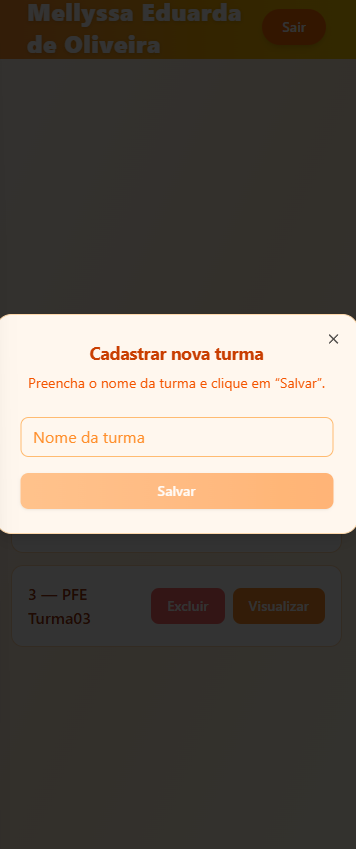 Mellyssa Eduarda
de Oliveira
Sair
Cadastrar nova turma
Preencha o nome da turma e clique em “Salvar”.
Nome da turma
Salvar
3 — PFE
Turma03
Excluir
Visualizar